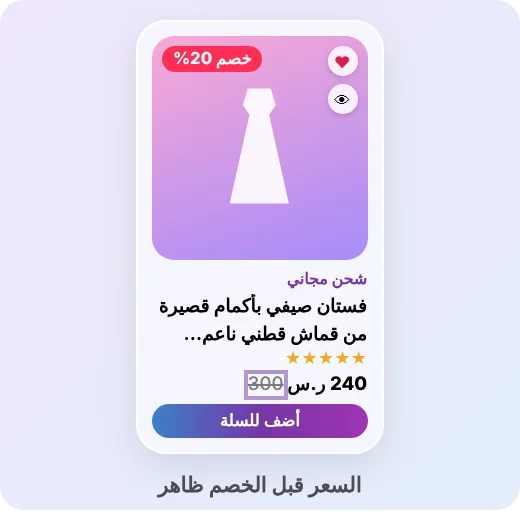 خصم 20%
شحن مجاني
فستان صيفي بأكمام قصيرة
من قماش قطني ناعم...
★★★★★
240 ر.س 300
أضف للسلة
السعر قبل الخصم ظاهر